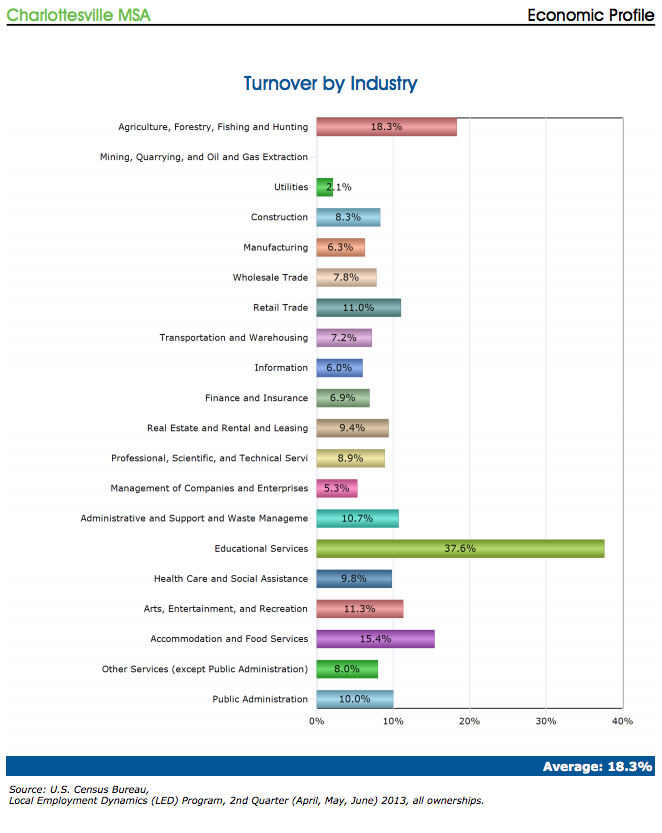 Charlottesville MSA Economic Profile
Turnover by Industry
Agriculture, Forestry, Fishing and Hunting 18.3%
Mining, Quarrying, and Oil and Gas Extraction
Utilities 2.1%
Construction 8.3%
Manufacturing 6.3%
Wholesale Trade 7.8%
Retail Trade 11.0%
Transportation and Warehousing 7.2%
Information 6.0%
Finance and Insurance 6.9%
Real Estate and Rental and Leasing 9.4%
Professional, Scientific, and Technical Servi 8.9%
Management of Companies and Enterprises 5.3%
Administrative and Support and Waste Manageme 10.7%
Educational Services 37.6%
Health Care and Social Assistance 9.8%
Arts, Entertainment, and Recreation 11.3%
Accommodation and Food Services 15.4%
Other Services (except Public Administration) 8.0%
Public Administration 10.0%
0% 10% 20% 30% 40%
Average: 18.3%
Source: U.S. Census Bureau,
Local Employment Dynamics (LED) Program, 2nd Quarter (April, May, June) 2013, all ownerships.